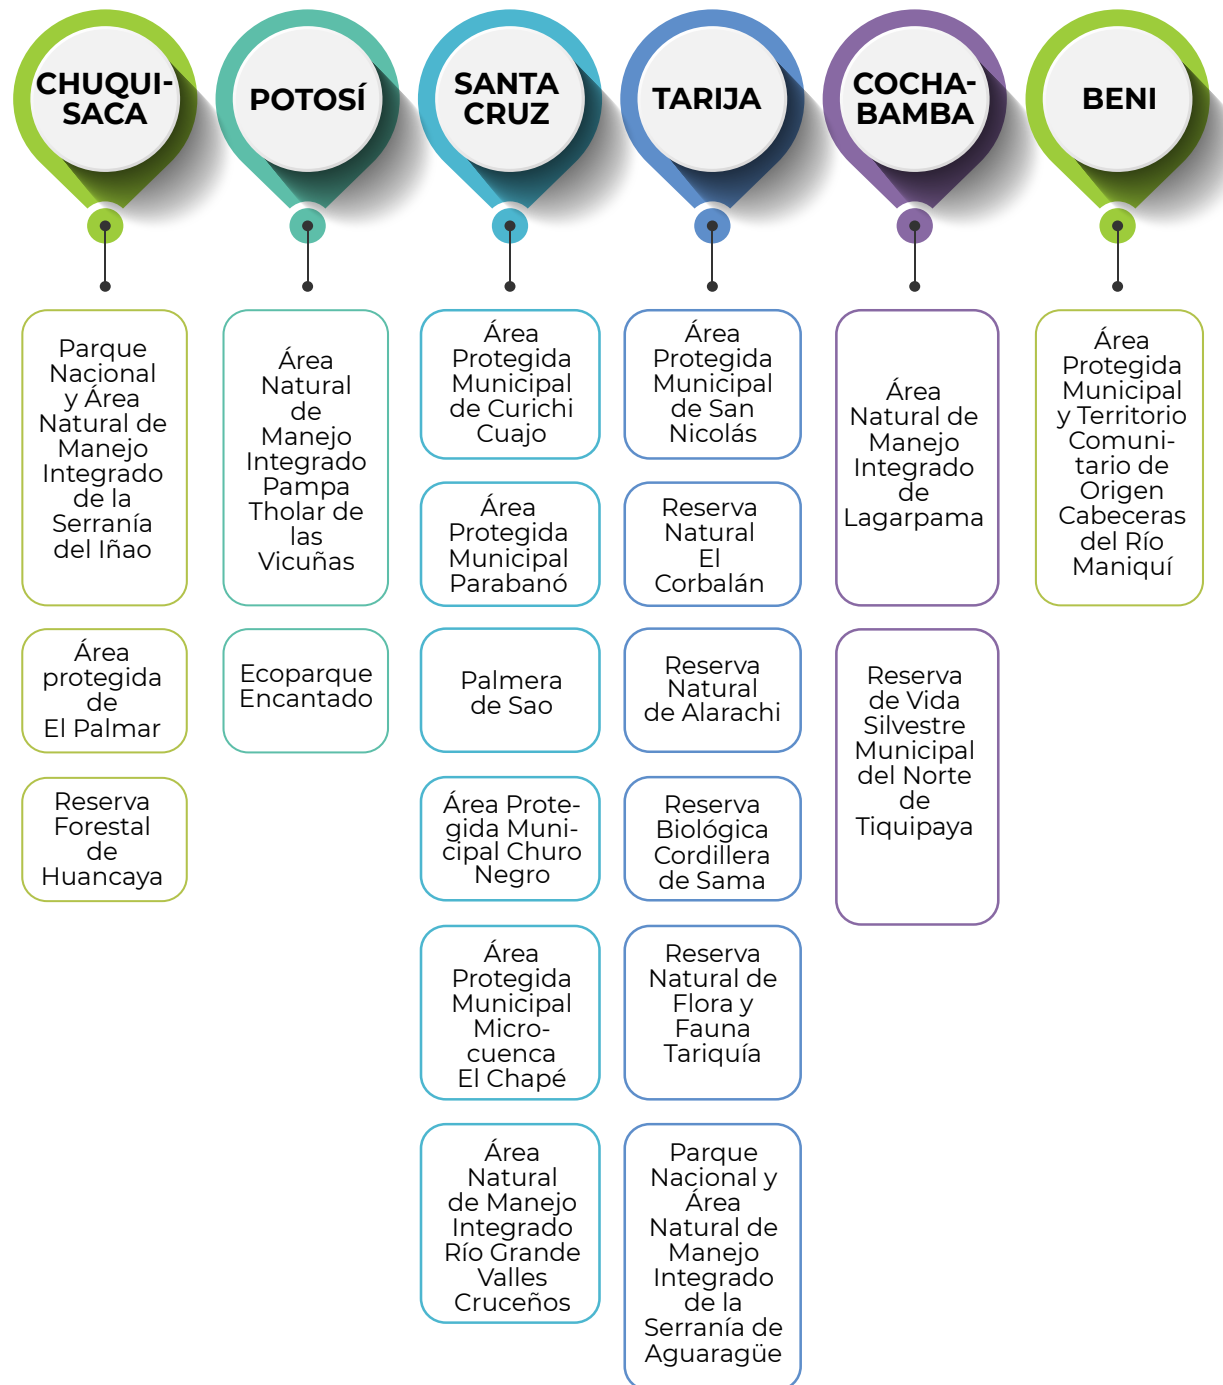 CHUQUI-
SACA
Parque
Nacional
y Área
Natural de
Manejo
Integrado
de la
Serranía
del Iñao
Área
protegida
de
El Palmar
Reserva
Forestal
de
Huancaya
POTOSÍ
Área
Natural
de
Manejo
Integrado
Pampa
Tholar de
las
Vicuñas
Ecoparque
Encantado
SANTA
CRUZ
Área
Protegida
Municipal
de Curichi
Cuajo
Área
Protegida
Municipal
Parabanó
Palmera
de Sao
Área Prote-
gida Muni-
cipal Churo
Negro
Área
Protegida
Municipal
Micro-
cuenca
El Chapé
Área
Natural
de Manejo
Integrado
Río Grande
Valles
Cruceños
TARIJA
Área
Protegida
Municipal
de San
Nicolás
Reserva
Natural
El
Corbalán
Reserva
Natural
de Alarachi
Reserva
Biológica
Cordillera
de Sama
Reserva
Natural de
Flora y
Fauna
Tariquía
Parque
Nacional y
Área
Natural de
Manejo
Integrado
de la
Serranía de
Aguaragüe
COCHA-
BAMBA
Área
Natural de
Manejo
Integrado
de
Lagarpama
Reserva
de Vida
Silvestre
Municipal
del Norte
de
Tiquipaya
BENI
Área
Protegida
Municipal
y Territorio
Comuni-
tario de
Origen
Cabeceras
del Río
Maniquí